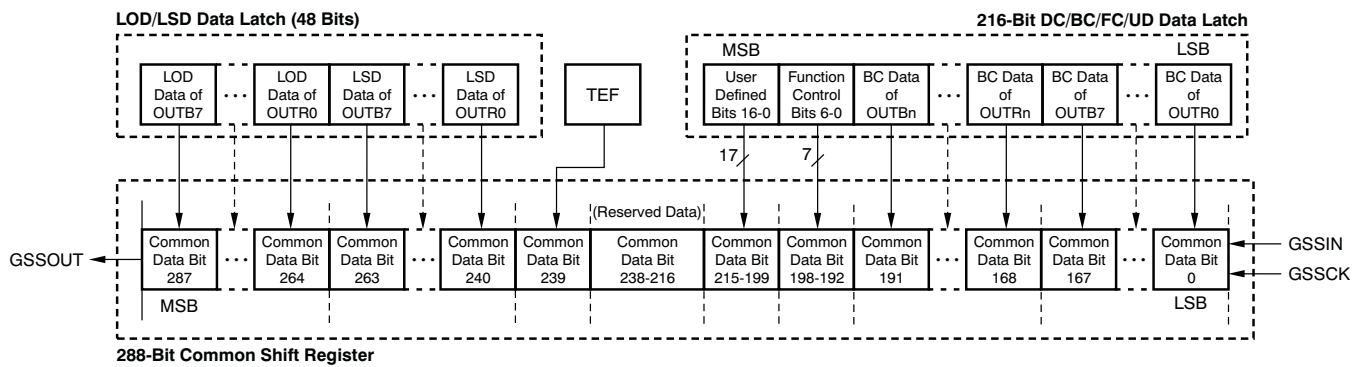 LOD/LSD Data Latch (48 Bits)
216-Bit DC/BC/FC/UD Data Latch
MSB
LSB
LOD
Data of
OUTB7
...
LOD
Data of
OUTR0
LSD
Data of
OUTB7
...
LSD
Data of
OUTR0
TEF
User
Defined
Bits 16-0
Function
Control
Bits 6-0
BC Data
of
OUTBn
...
BC Data
of
OUTRn
BC Data
of
OUTB7
...
BC Data
of
OUTR0
17
7
(Reserved Data)
GSSOUT
Common
Data Bit
287
...
Common
Data Bit
264
Common
Data Bit
263
...
Common
Data Bit
240
Common
Data Bit
239
Common
Data Bit
238-216
Common
Data Bit
215-199
Common
Data Bit
198-192
Common
Data Bit
191
...
Common
Data Bit
168
Common
Data Bit
167
...
Common
Data Bit
0
GSSIN
GSSCK
MSB
LSB
288-Bit Common Shift Register